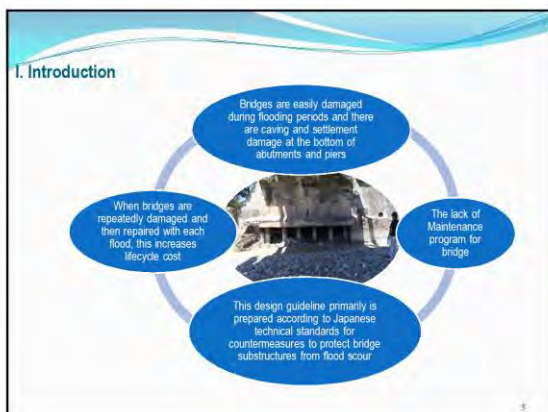 I. Introduction
Bridges are easily damaged
during flooding periods and there
are caving and settlement
damage at the bottom of
abutments and piers
When bridges are
repeatedly damaged and
then repaired with each
flood, this increases
lifecycle cost
The lack of
Maintenance
program for
bridge
This design guideline primarily is
prepared according to Japanese
technical standards for
countermeasures to protect bridge
substructures from flood scour
5